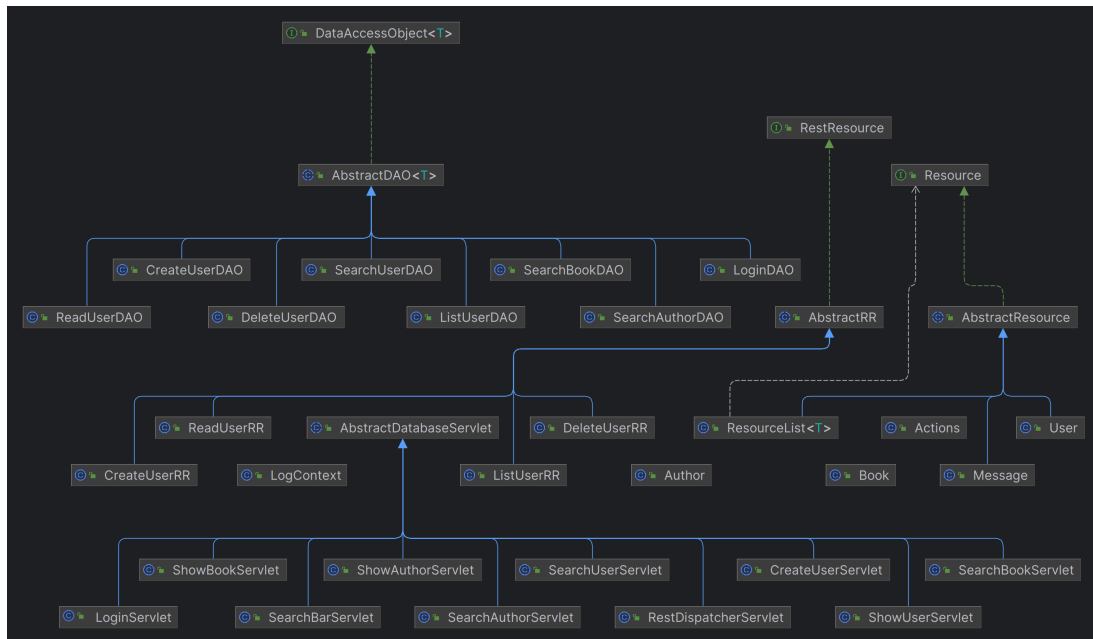 DataAccessObject<T>
RestResource
AbstractDAO<T>
Resource
CreateUserDAO
SearchUserDAO
SearchBookDAO
LoginDAO
ReadUserDAO
DeleteUserDAO
ListUserDAO
SearchAuthorDAO
AbstractRR
AbstractResource
ReadUserRR
AbstractDatabaseServlet
DeleteUserRR
ResourceList<T>
Actions
User
CreateUserRR
LogContext
ListUserRR
Author
Book
Message
ShowBookServlet
ShowAuthorServlet
SearchUserServlet
CreateUserServlet
SearchBookServlet
LoginServlet
SearchBarServlet
SearchAuthorServlet
RestDispatcherServlet
ShowUserServlet